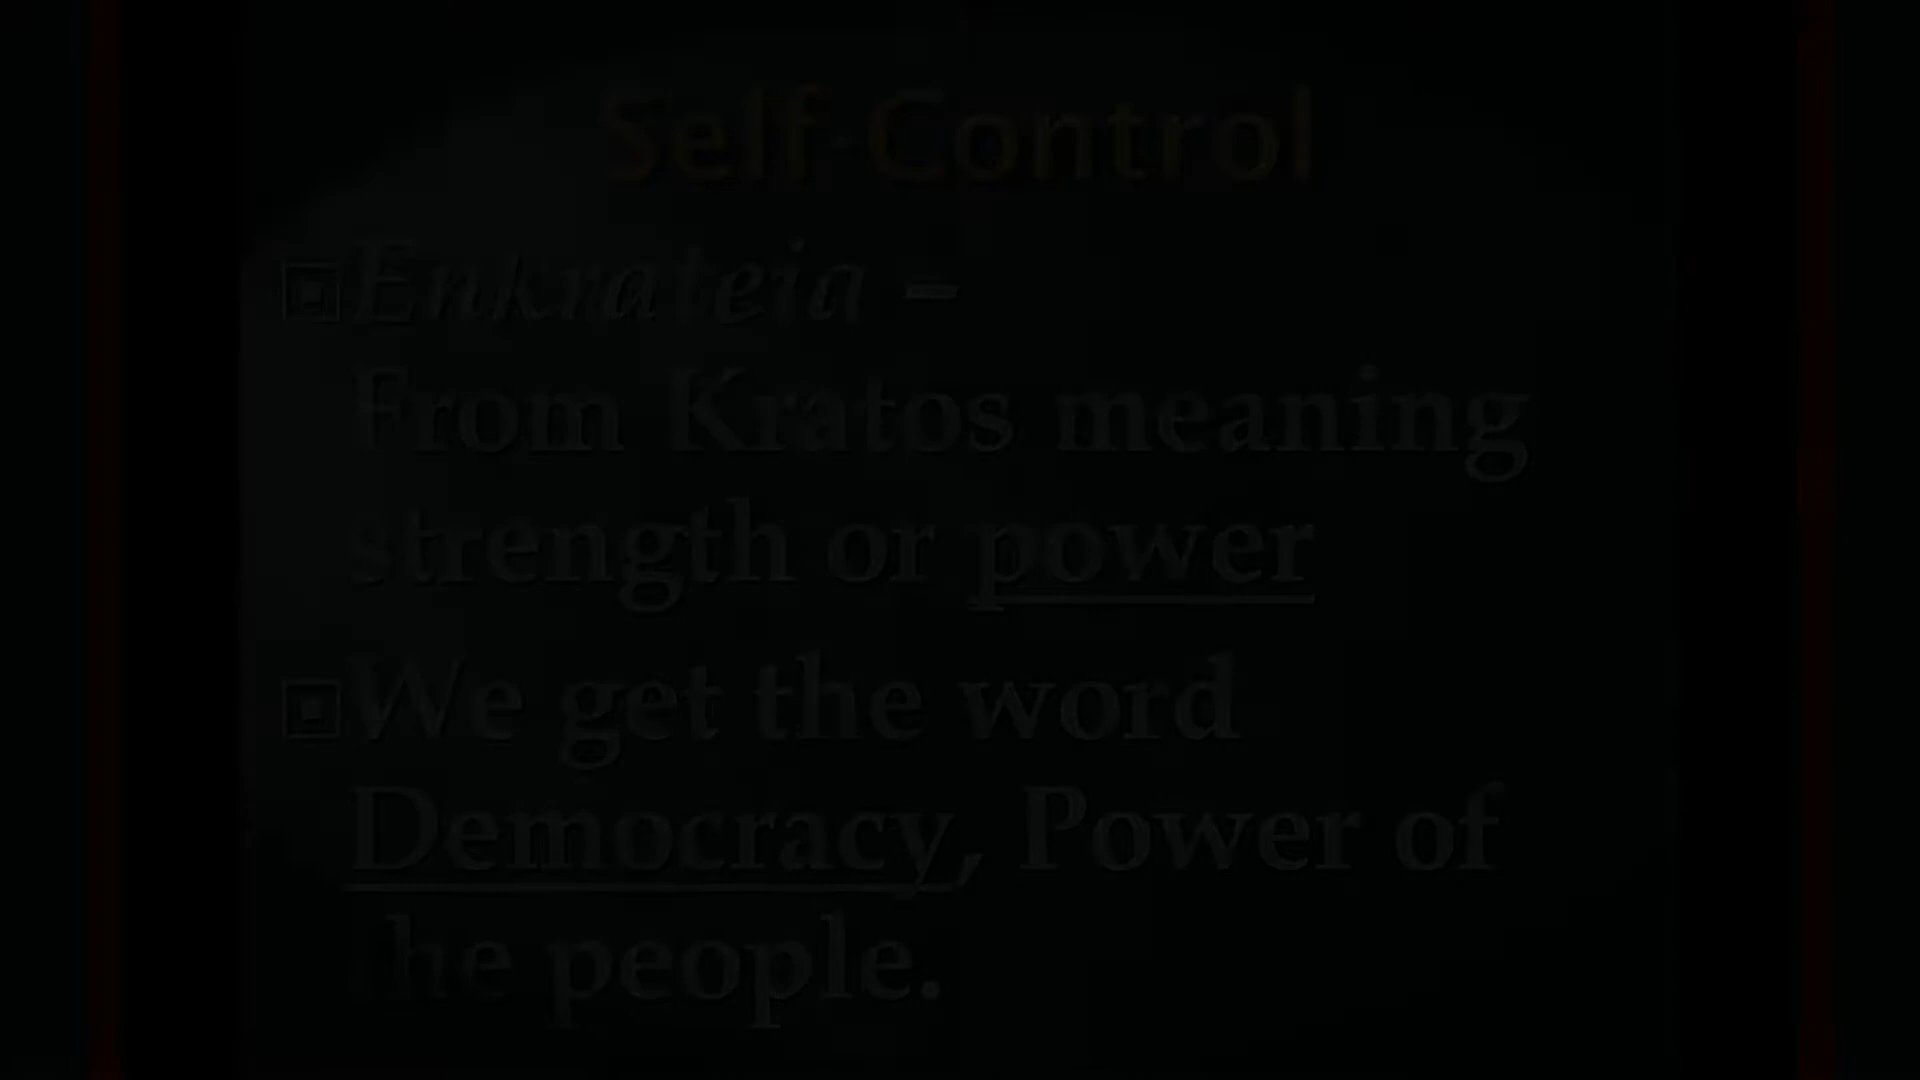 Self-Control
Enkrateia –
From Kratos meaning
strength or power
We get the word
Democracy, Power of
the people.